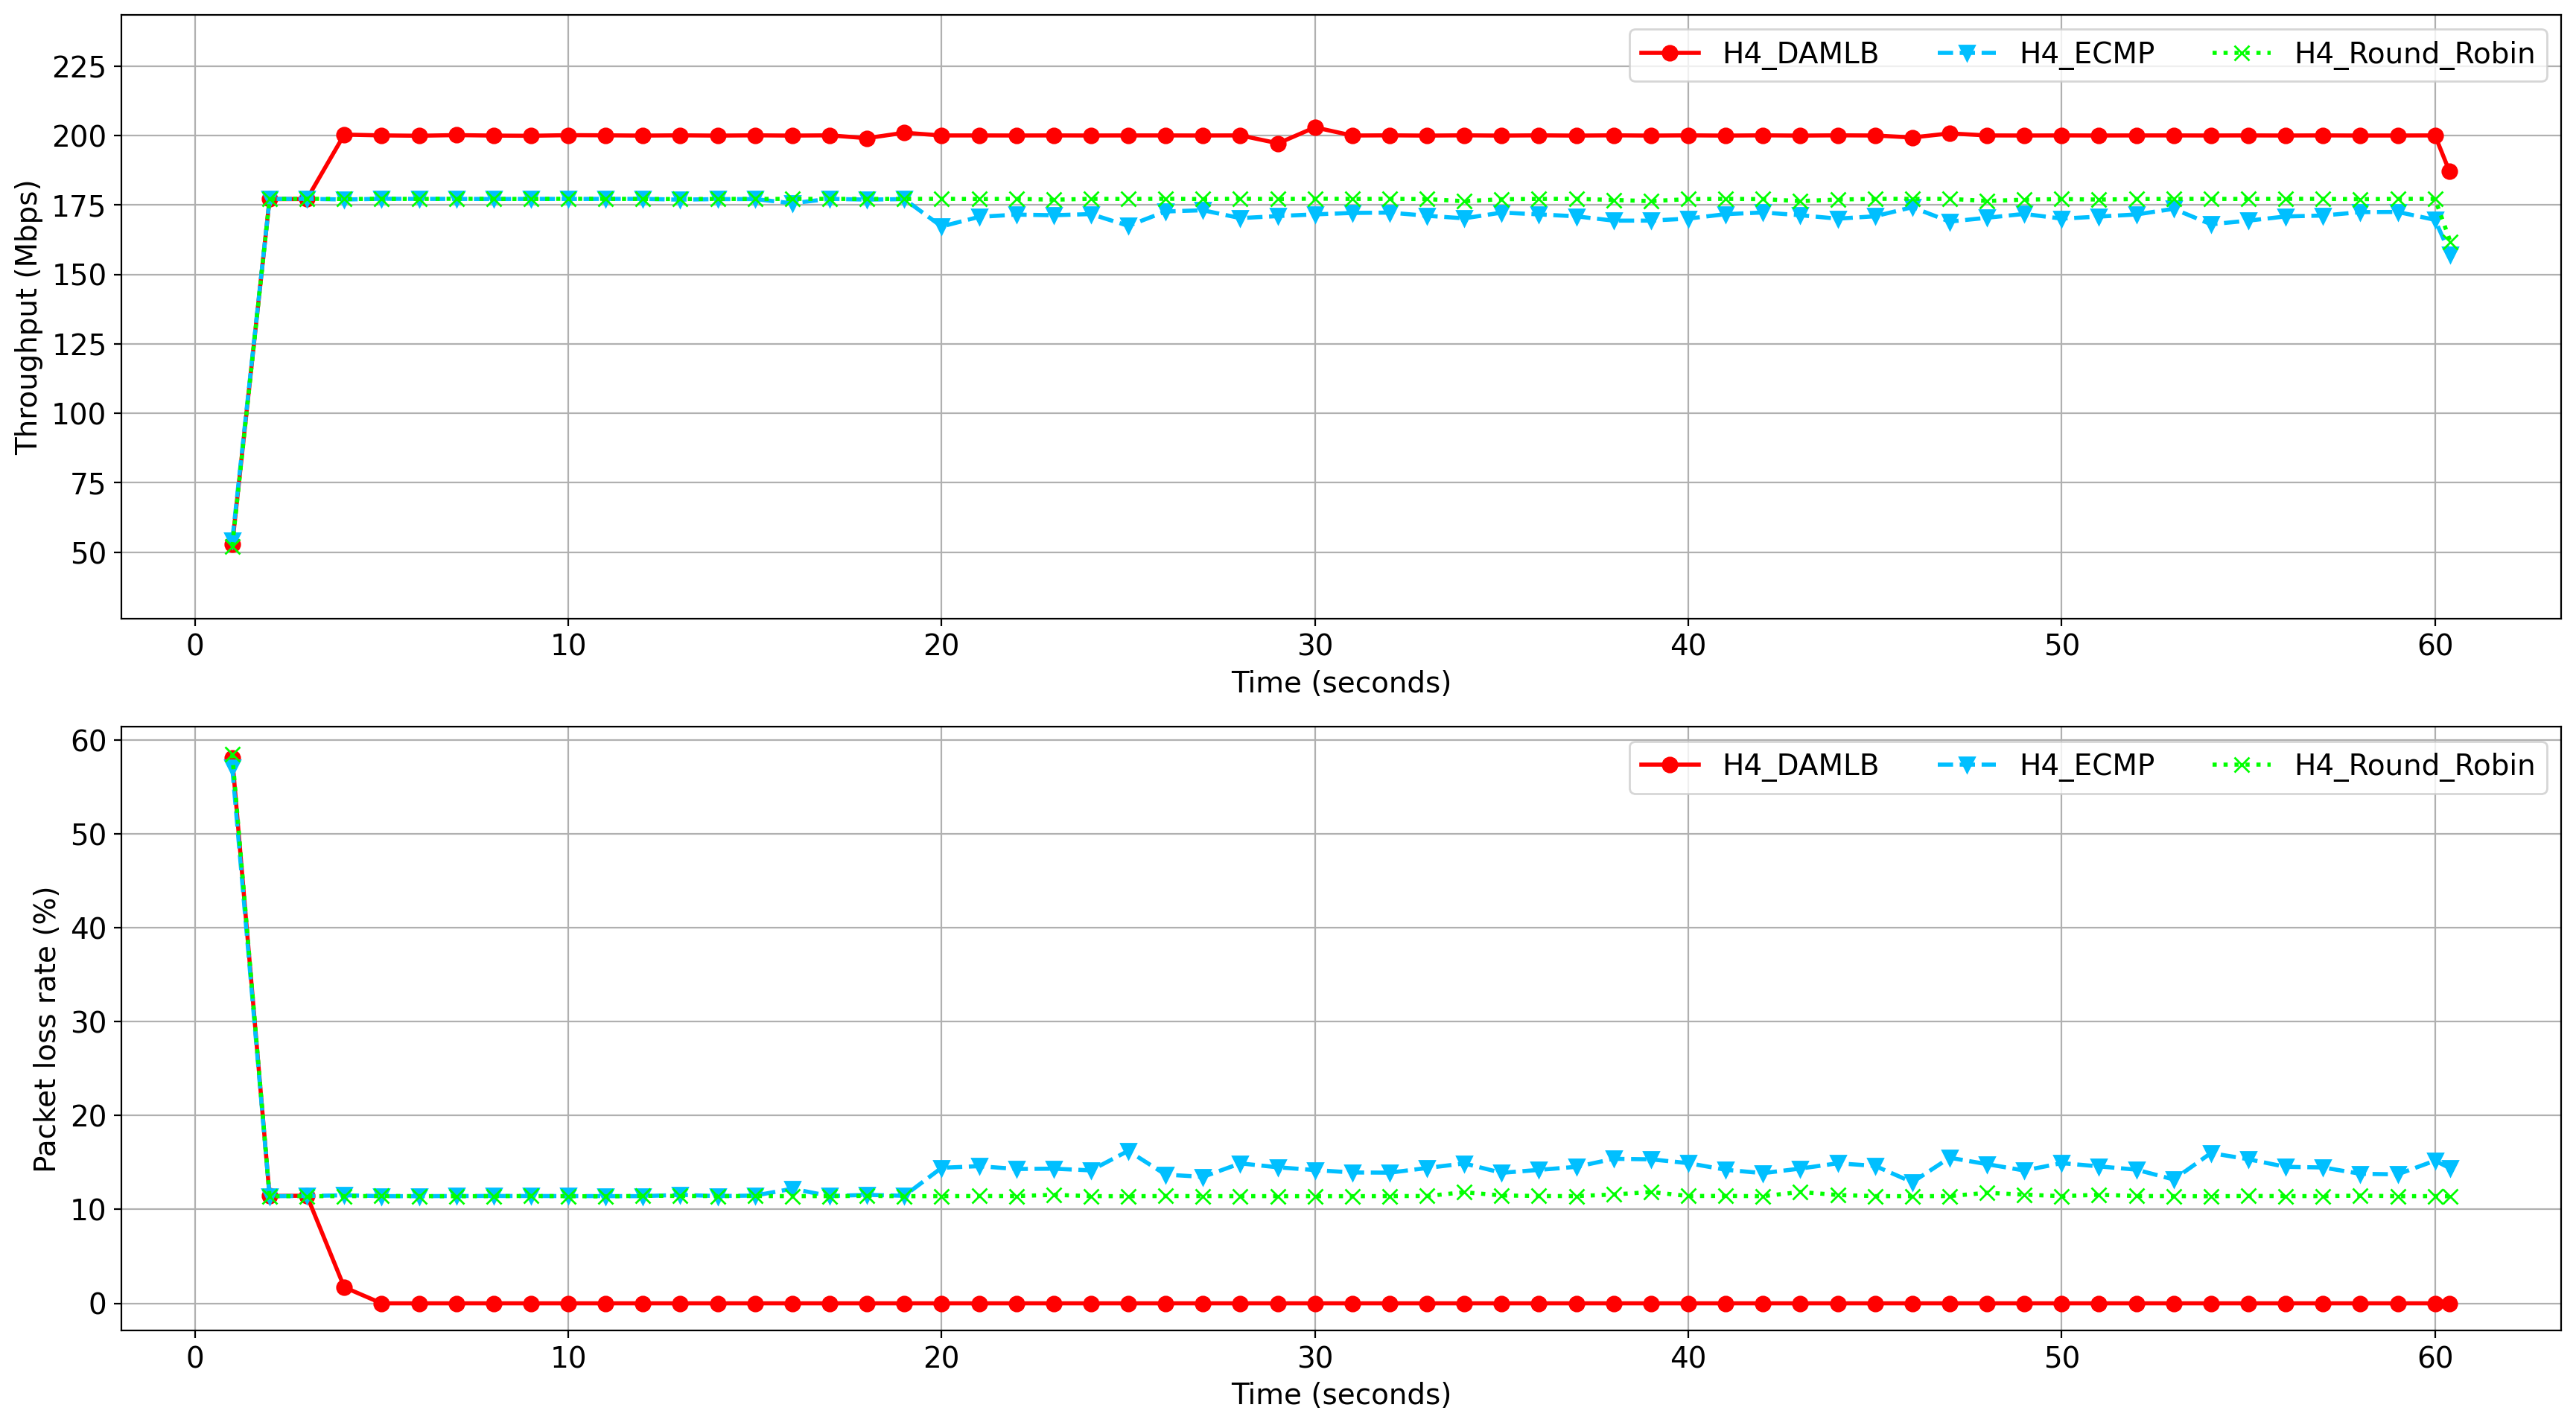 H4_DAMLB H4_ECMP H4_Round_Robin
Throughput (Mbps)
225
200
175
150
125
100
75
50
0 10 20 30 40 50 60
Time (seconds)
H4_DAMLB H4_ECMP H4_Round_Robin
Packet loss rate (%)
60
50
40
30
20
10
0
0 10 20 30 40 50 60
Time (seconds)